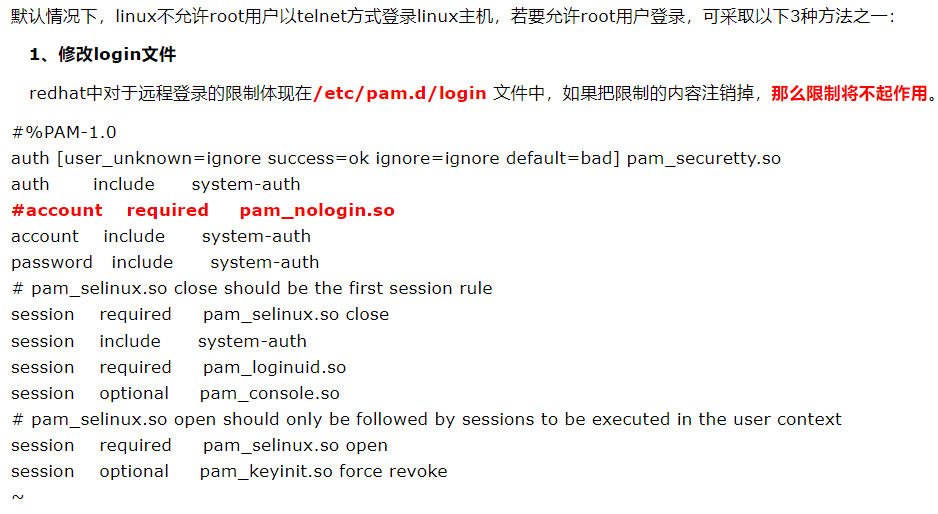 默认情况下，linux不允许root用户以telnet方式登录linux主机，若要允许root用户登录，可采取以下3种方法之一：
1、修改login文件
redhat中对于远程登录的限制体现在/etc/pam.d/login 文件中，如果把限制的内容注销掉，那么限制将不起作用。
#%PAM-1.0
auth [user_unknown=ignore success=ok ignore=ignore default=bad] pam_securetty.so
auth include system-auth
#account required pam_nologin.so
account include system-auth
password include system-auth
# pam_selinux.so close should be the first session rule
session required pam_selinux.so close
session include system-auth
session required pam_loginuid.so
session optional pam_console.so
# pam_selinux.so open should only be followed by sessions to be executed in the user context
session required pam_selinux.so open
session optional pam_keyinit.so force revoke
~